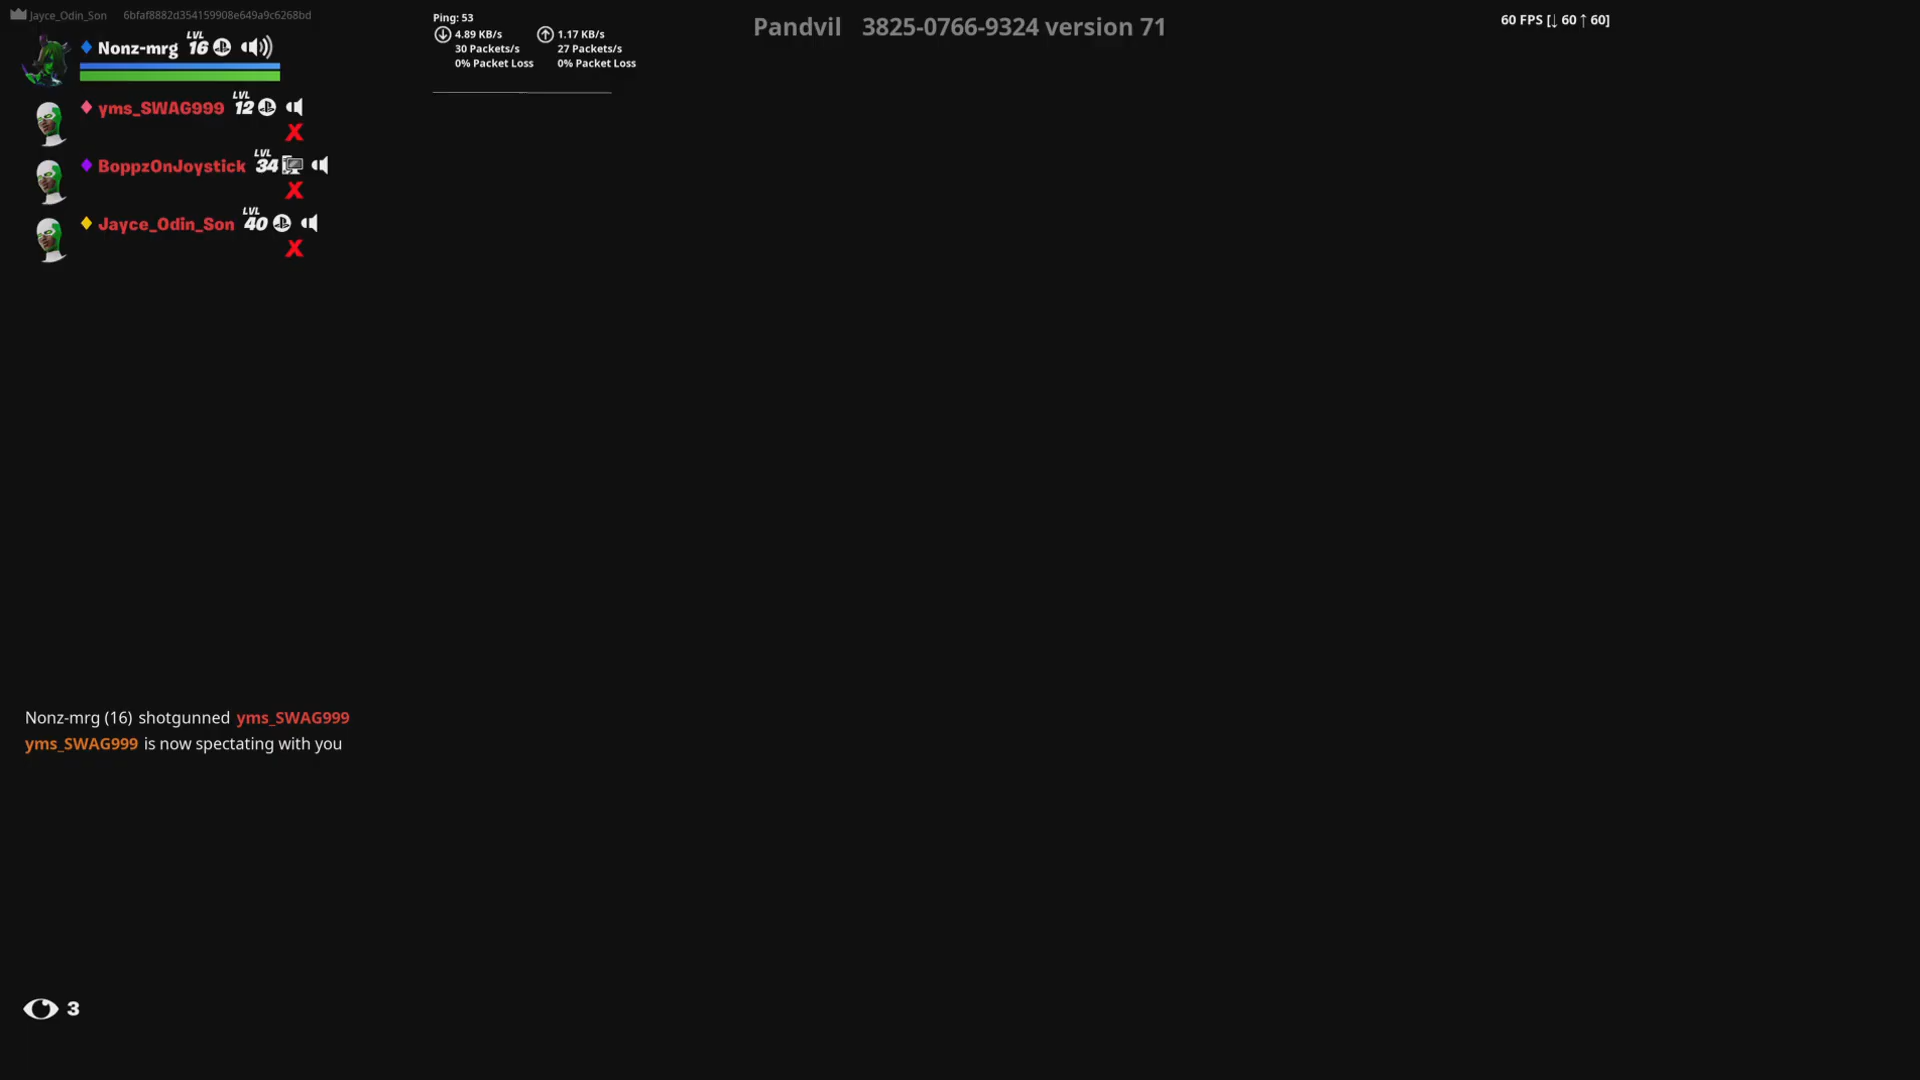 Jayce_Odin_Son 6bfaf8882d354159908e649a9c6268bd
Nonz-mrg LVL 16
yms_SWAG999 LVL 12
X
BoppzOnJoystick LVL 34
X
Jayce_Odin_Son LVL 40
X
Ping: 53
4.89 KB/s 1.17 KB/s
30 Packets/s 27 Packets/s
0% Packet Loss 0% Packet Loss
Pandvil 3825-0766-9324 version 71
60 FPS [↓ 60 ↑ 60]
Nonz-mrg (16) shotgunned yms_SWAG999
yms_SWAG999 is now spectating with you
3